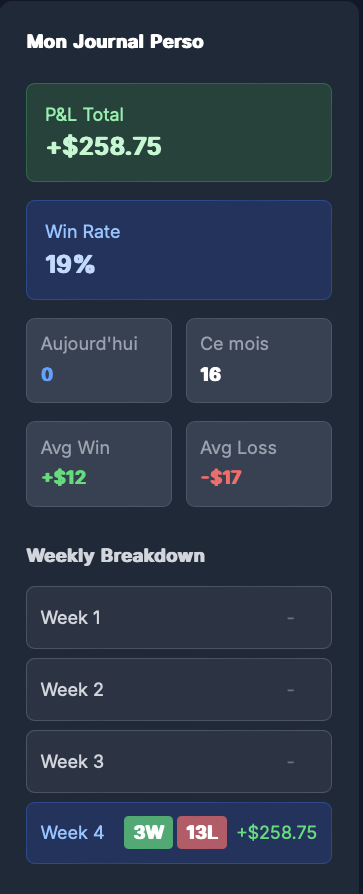 Mon Journal Perso
P&L Total
+$258.75
Win Rate
19%
Aujourd'hui
0
Ce mois
16
Avg Win
+$12
Avg Loss
-$17
Weekly Breakdown
Week 1 -
Week 2 -
Week 3 -
Week 4 3W 13L +$258.75